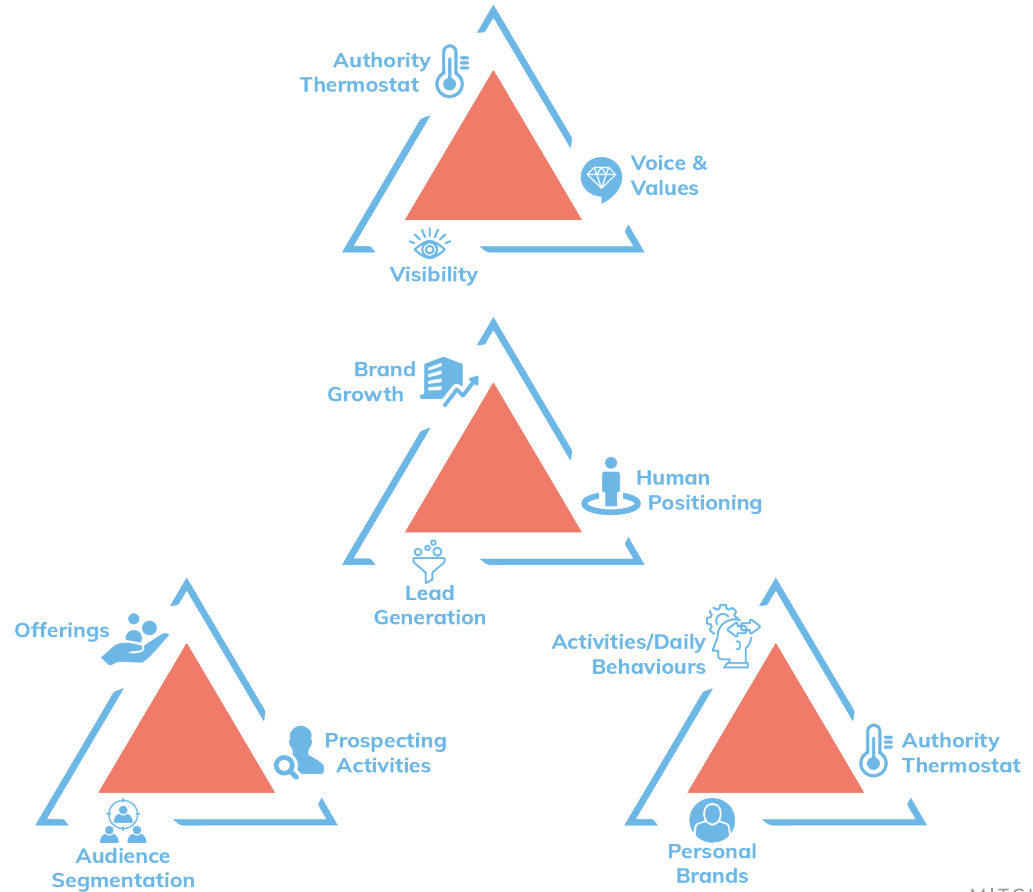 Authority
Thermostat
Voice &
Values
Visibility
Brand
Growth
Human
Positioning
Lead
Generation
Offerings
Prospecting
Activities
Audience
Segmentation
Activities/Daily
Behaviours
Authority
Thermostat
Personal
Brands